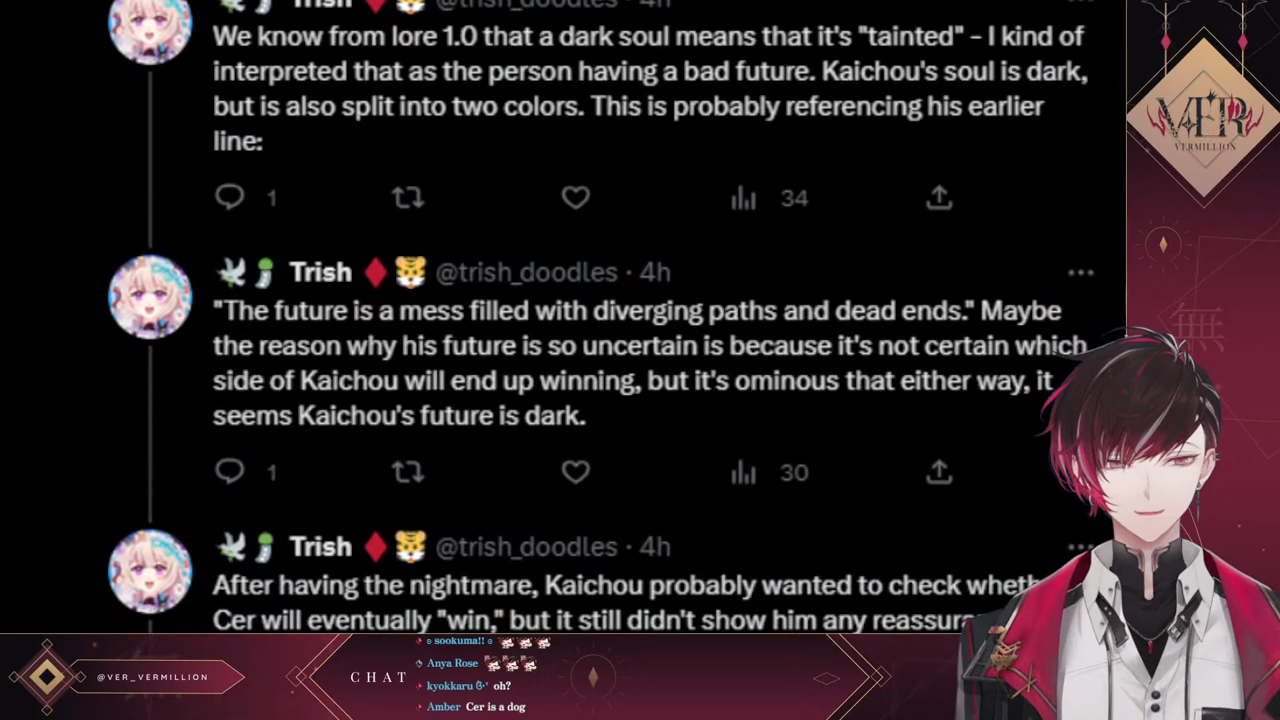 Trish @trish_doodles · 4h
We know from lore 1.0 that a dark soul means that it's "tainted" - I kind of
interpreted that as the person having a bad future. Kaichou's soul is dark,
but is also split into two colors. This is probably referencing his earlier
line:
1 34
Trish @trish_doodles · 4h
"The future is a mess filled with diverging paths and dead ends." Maybe
the reason why his future is so uncertain is because it's not certain which
side of Kaichou will end up winning, but it's ominous that either way, it
seems Kaichou's future is dark.
1 30
Trish @trish_doodles · 4h
After having the nightmare, Kaichou probably wanted to check
Cer will eventually "win," but it still didn't show him any
VER
VERMILLION
無
@VER_VERMILLION
CHAT
sookuma!!
Anya Rose
kyokkaru oh?
Amber Cer is a dog